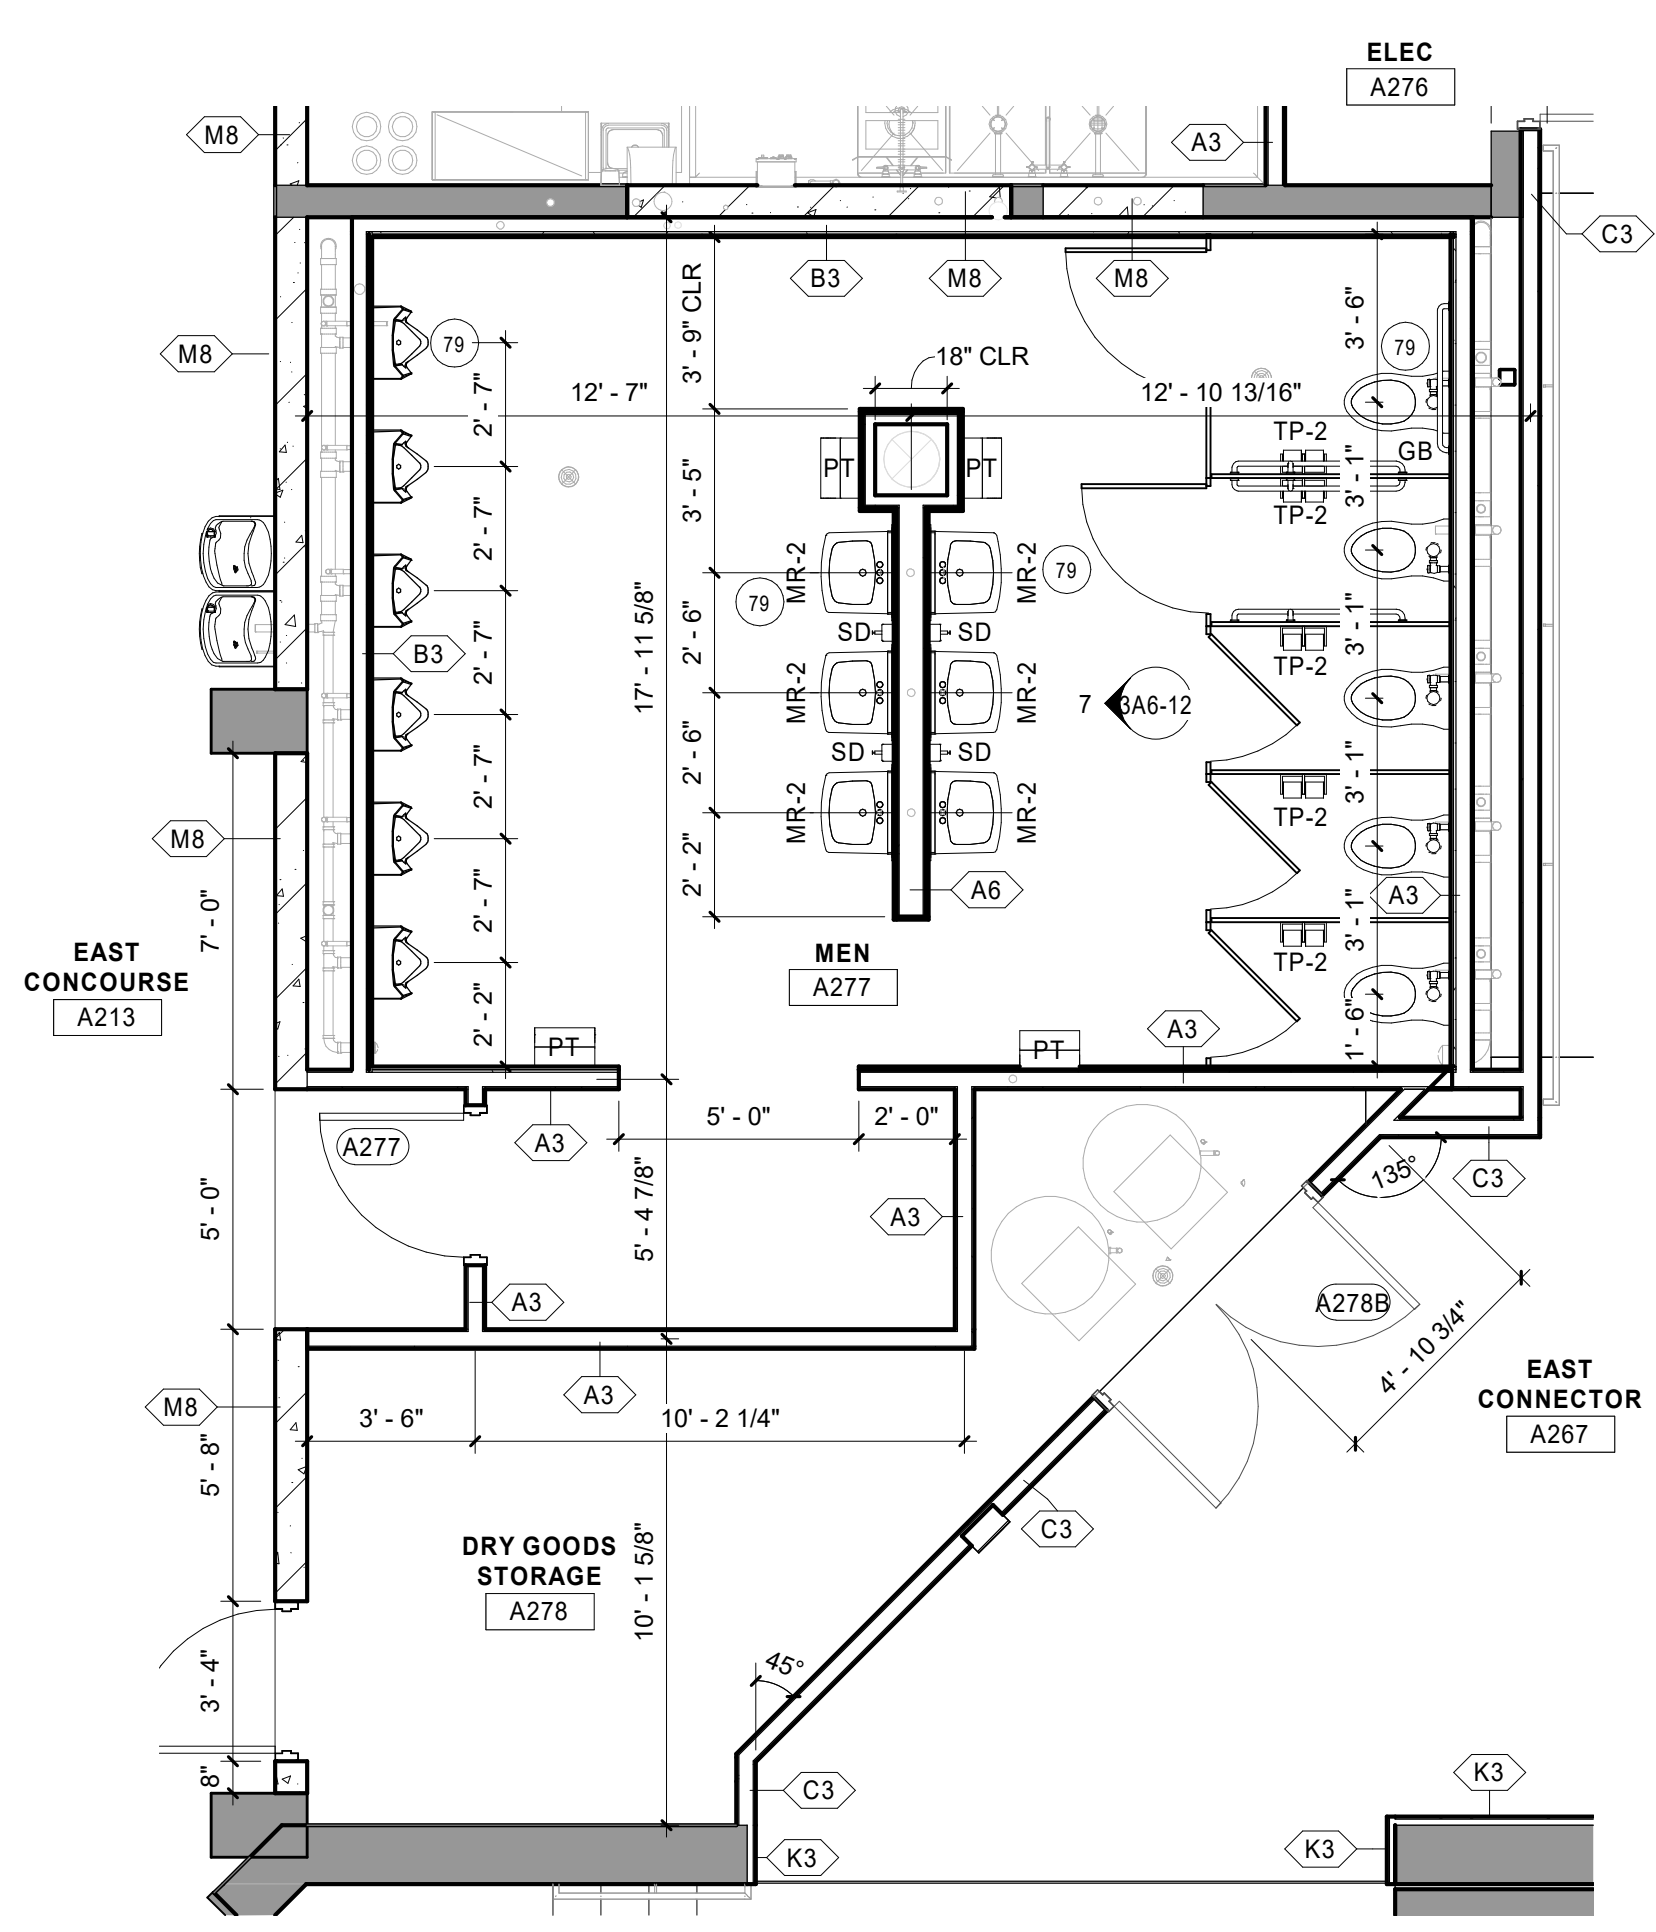 ELEC
A276
M8
A3
C3
B3
M8
M8
M8
3' - 9" CLR
3' - 6"
79
79
18" CLR
12' - 7"
12' - 10 13/16"
2' - 7"
TP-2
GB
PT
PT
3' - 5"
3' - 1"
2' - 7"
TP-2
MR-2
MR-2
79
79
17' - 11 5/8"
2' - 6"
3' - 1"
SD
SD
B3
2' - 7"
TP-2
MR-2
MR-2
7
3A6-12
SD
SD
2' - 6"
2' - 7"
3' - 1"
MR-2
MR-2
TP-2
M8
2' - 2"
A6
A3
7' - 0"
2' - 7"
3' - 1"
EAST
CONCOURSE
A213
MEN
A277
TP-2
2' - 2"
1' - 6"
PT
PT
A3
5' - 0"
2' - 0"
A277
A3
135°
C3
5' - 0"
5' - 4 7/8"
A3
A3
A278B
4' - 10 3/4"
EAST
CONNECTOR
A267
A3
M8
3' - 6"
10' - 2 1/4"
5' - 8"
C3
DRY GOODS
STORAGE
A278
10' - 1 5/8"
45°
3' - 4"
8"
C3
K3
K3
K3